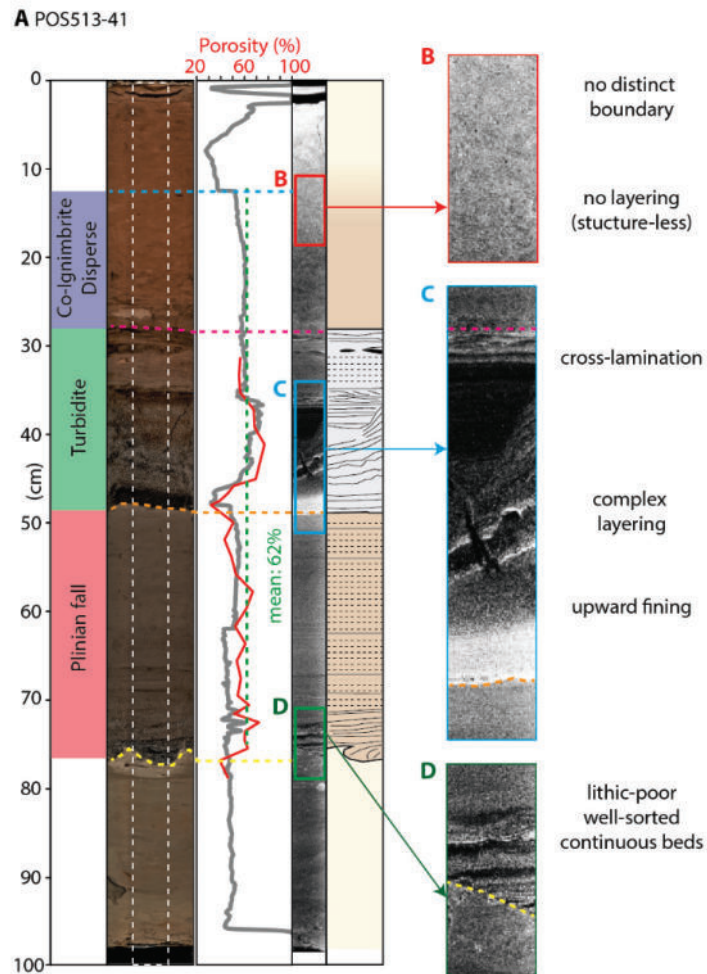 A POS513-41
Porosity (%)
20
60
100
0
10
20
30
40
(cm)
50
60
70
80
90
100
Co-Ignimbrite
Disperse
Turbidite
Plinian fall
mean: 62%
B
C
D
B
no distinct
boundary
no layering
(stucture-less)
C
cross-lamination
complex
layering
upward fining
D
lithic-poor
well-sorted
continuous beds